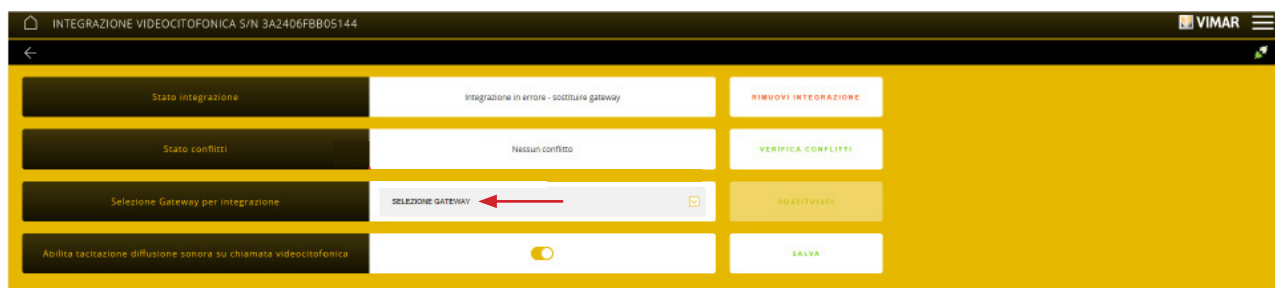 INTEGRAZIONE VIDEOCITOFONICA S/N 3A2406FBB05144
VIMAR
Stato integrazione
Integrazione in errore - sostituire gateway
RIMUOVI INTEGRAZIONE
Stato conflitti
Nessun conflitto
VERIFICA CONFLITTI
Selezione Gateway per integrazione
SELEZIONE GATEWAY
SOSTITUISCI
Abilita tacitazione diffusione sonora su chiamata videocitofonica
SALVA